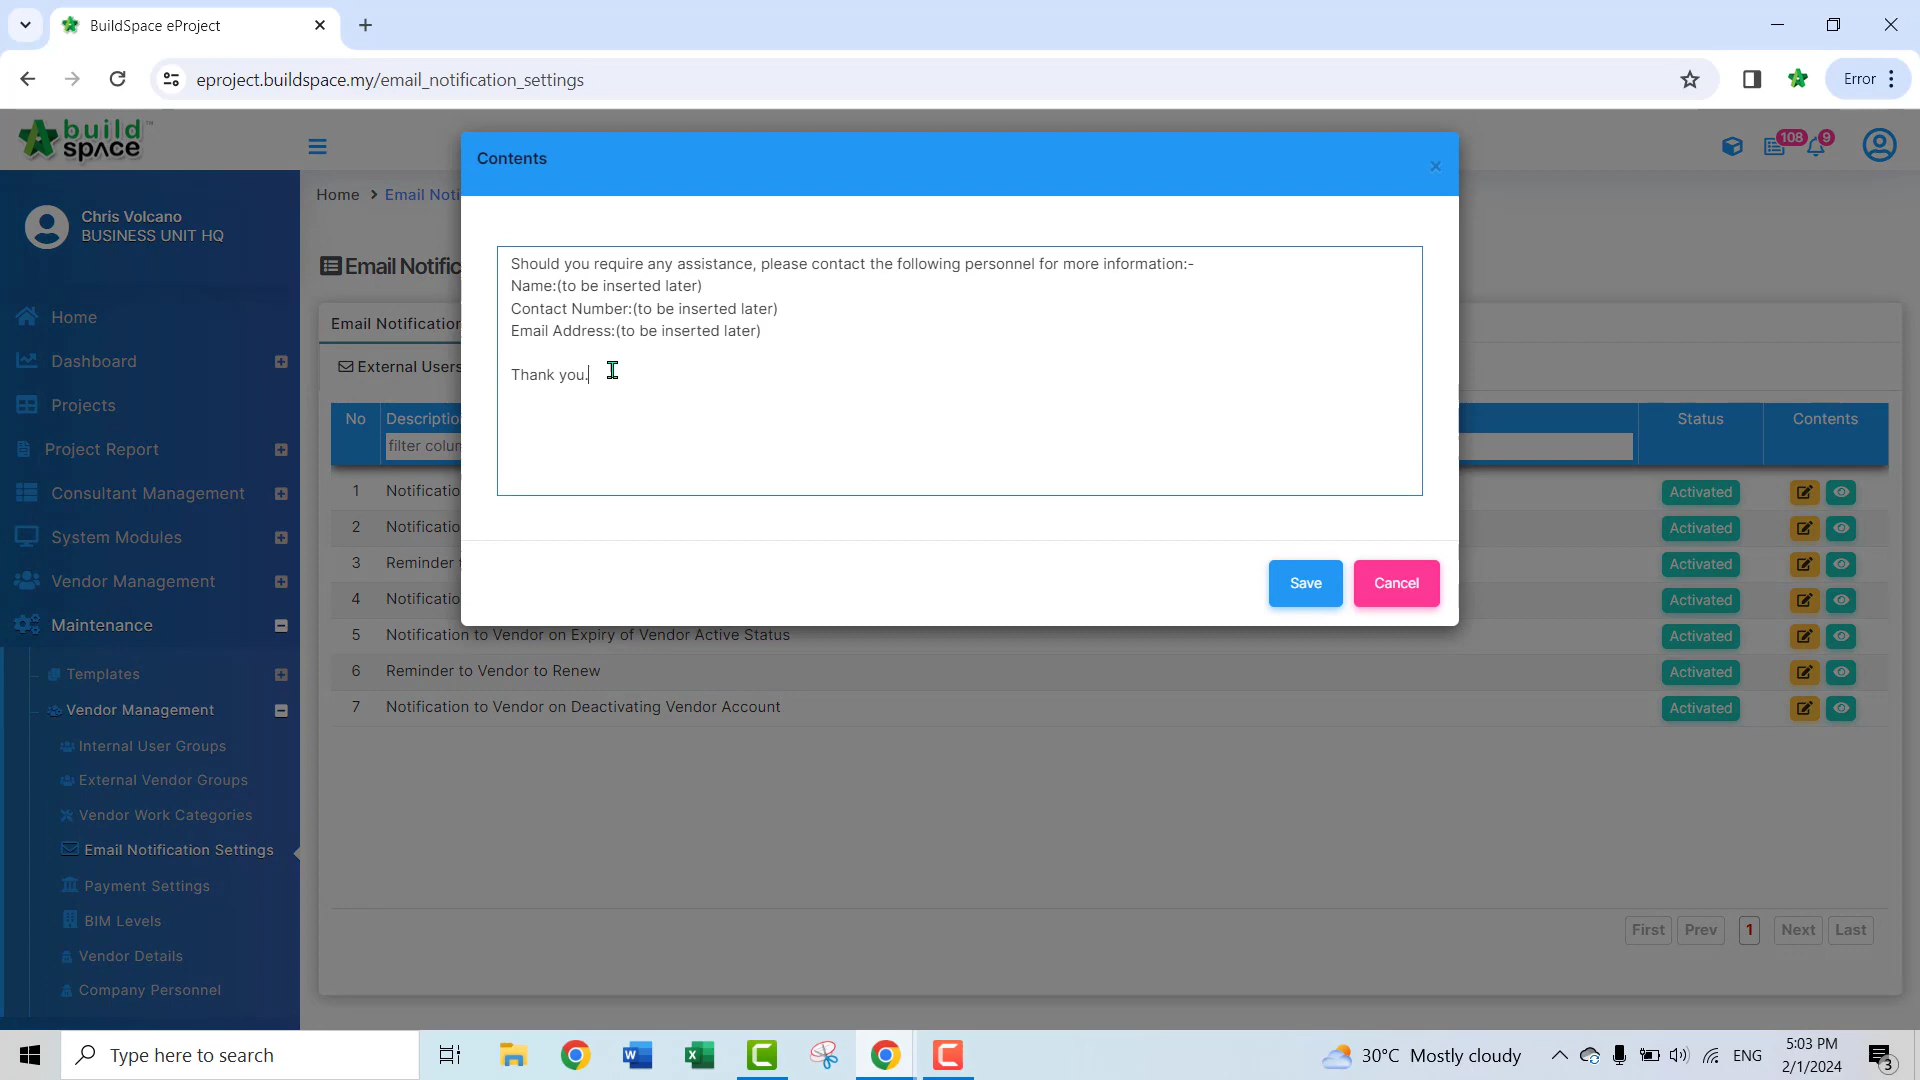 BuildSpace eProject
eproject.buildspace.my/email_notification_settings
Error
build space ™
108
9
Chris Volcano
BUSINESS UNIT HQ
Home
Dashboard
Projects
Project Report
Consultant Management
System Modules
Vendor Management
Maintenance
Templates
Vendor Management
Internal User Groups
External Vendor Groups
Vendor Work Categories
Email Notification Settings
Payment Settings
BIM Levels
Vendor Details
Company Personnel
Home > Email Noti
Email Notific
Email Notification
External Users
Contents
×
Should you require any assistance, please contact the following personnel for more information:-
Name:(to be inserted later)
Contact Number:(to be inserted later)
Email Address:(to be inserted later)
Thank you.
Save Cancel
No Descriptio Status Contents
filter colum
1 Notificatio Activated
2 Notificatio Activated
3 Reminder Activated
4 Notificatio Activated
5 Notification to Vendor on Expiry of Vendor Active Status Activated
6 Reminder to Vendor to Renew Activated
7 Notification to Vendor on Deactivating Vendor Account Activated
First Prev 1 Next Last
Type here to search
30°C Mostly cloudy
ENG
5:03 PM
2/1/2024
3